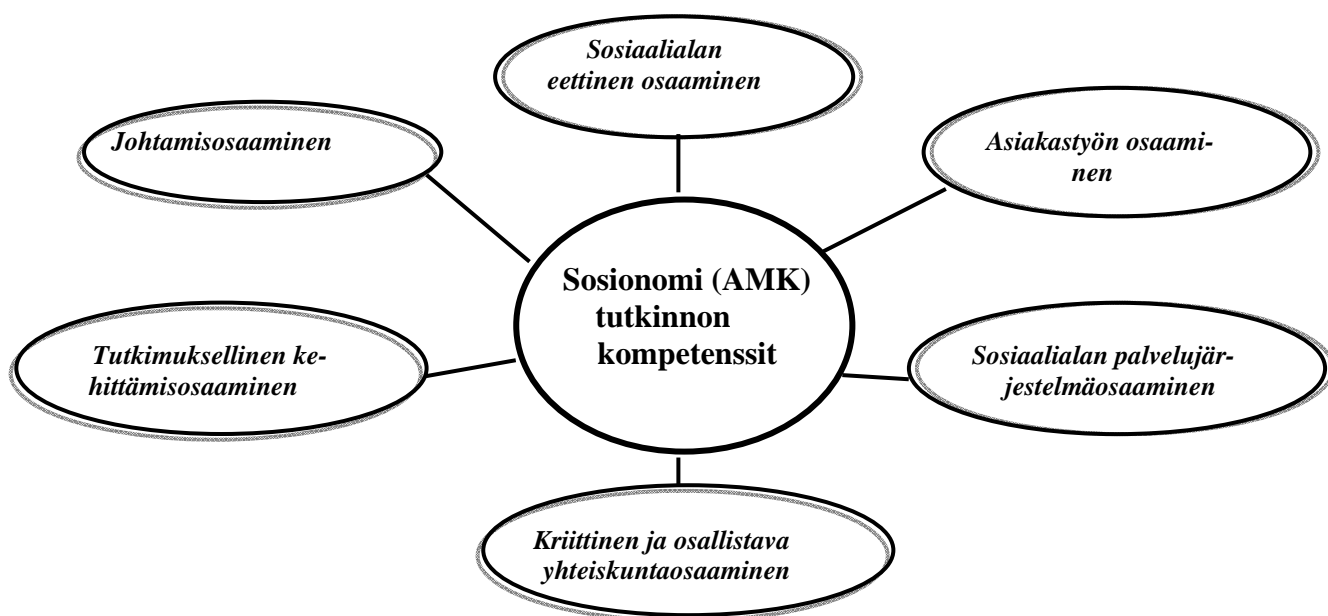 Sosiaalialan
eettinen osaaminen
Johtamisosaaminen
Asiakastyön osaami-
nen
Sosionomi (AMK)
tutkinnon
kompetenssit
Tutkimuksellinen ke-
hittämisosaaminen
Sosiaalialan palvelujär-
jestelmäosaaminen
Kriittinen ja osallistava
yhteiskuntaosaaminen